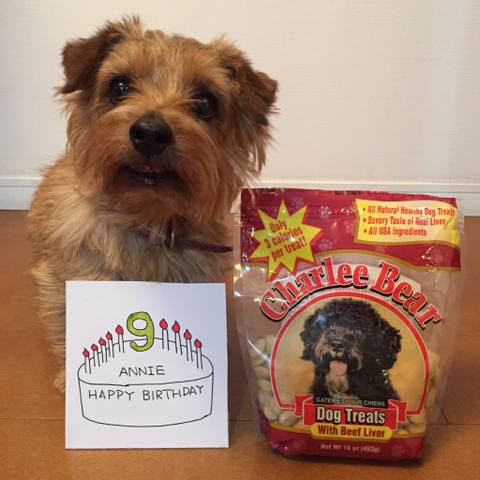 9
ANNIE
HAPPY BIRTHDAY
Only
3 calories
per treat!
• All Natural Healthy Dog Treats
• Savory Taste of Real Liver
• All USA Ingredients
Charlee Bear
GATERIES POUR CHIENS
Dog Treats
With Beef Liver
Net Wt 16 oz (453g)